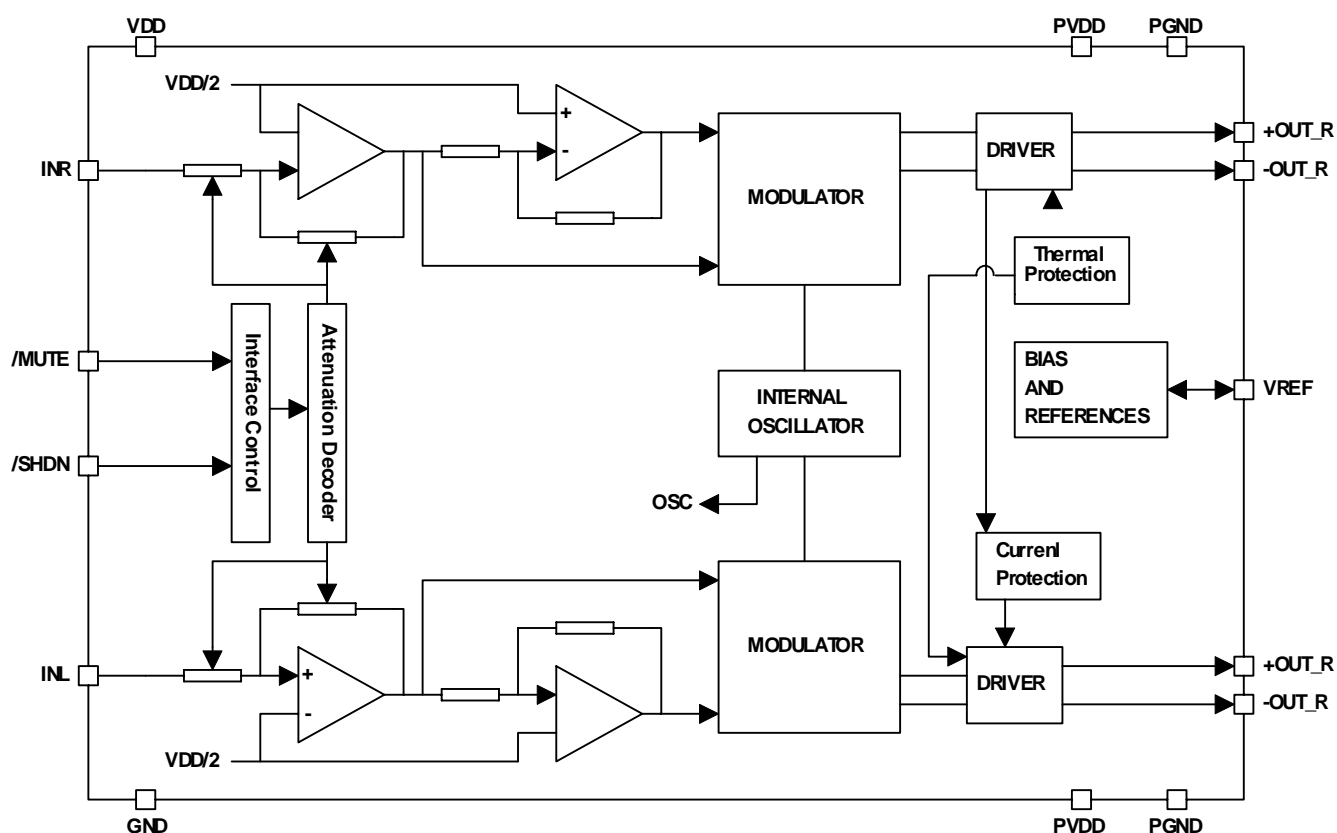 VDD
PVDD
PGND
VDD/2
+
-
INR
MODULATOR
DRIVER
+OUT_R
-OUT_R
Thermal
Protection
/MUTE
/SHDN
Interface Control
Attenuation Decoder
INTERNAL
OSCILLATOR
OSC
BIAS
AND
REFERENCES
VREF
Currenl
Protection
INL
+
-
VDD/2
MODULATOR
DRIVER
+OUT_R
-OUT_R
GND
PVDD
PGND